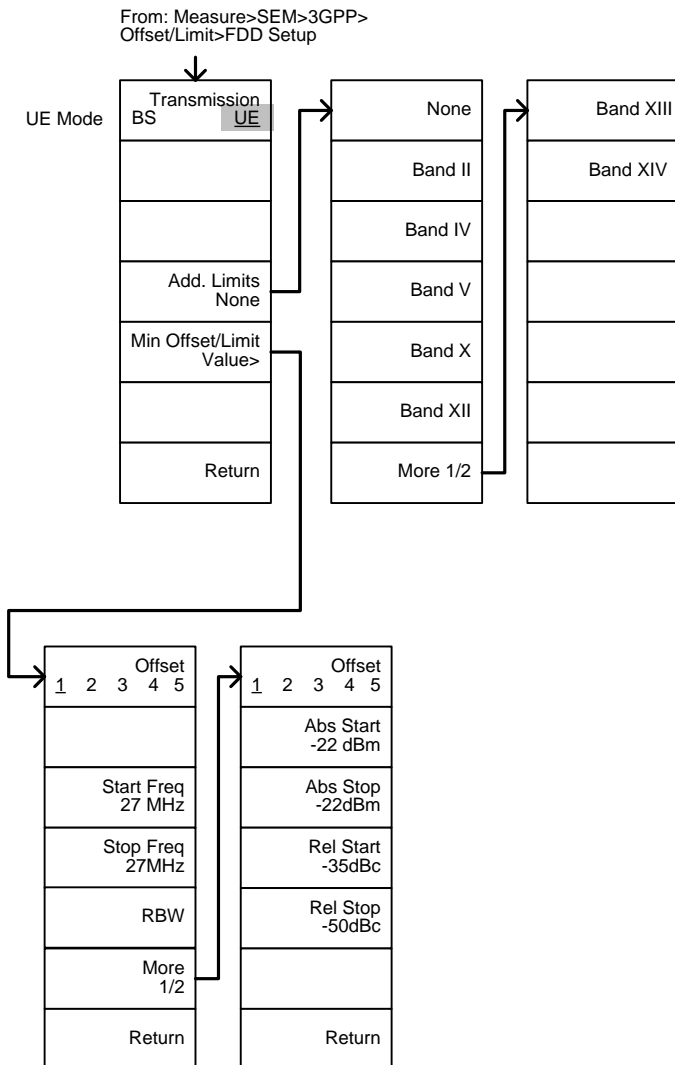 From: Measure>SEM>3GPP>
Offset/Limit>FDD Setup
UE Mode
Transmission
BS UE
Add. Limits
None
Min Offset/Limit
Value>
Return
None
Band II
Band IV
Band V
Band X
Band XII
More 1/2
Band XIII
Band XIV
Offset
1 2 3 4 5
Start Freq
27 MHz
Stop Freq
27MHz
RBW
More
1/2
Return
Offset
1 2 3 4 5
Abs Start
-22 dBm
Abs Stop
-22dBm
Rel Start
-35dBc
Rel Stop
-50dBc
Return